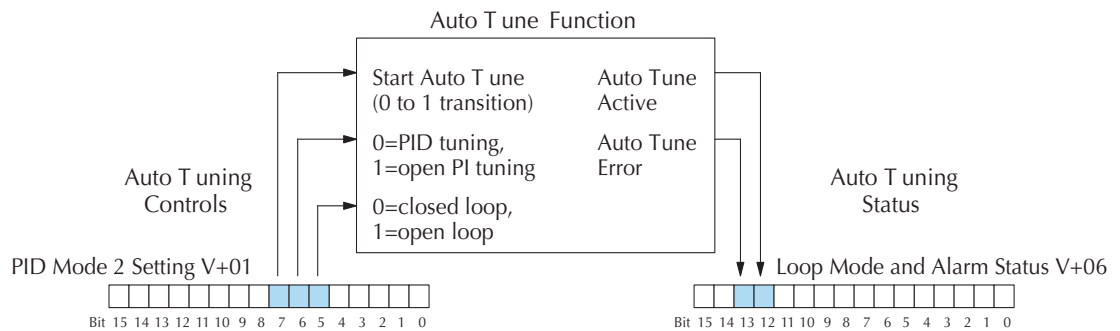 Auto T une Function
Start Auto T une
(0 to 1 transition)
Auto Tune
Active
0=PID tuning,
1=open PI tuning
Auto Tune
Error
0=closed loop,
1=open loop
Auto T uning
Controls
Auto T uning
Status
PID Mode 2 Setting V+01
Loop Mode and Alarm Status V+06
Bit 15 14 13 12 11 10 9 8 7 6 5 4 3 2 1 0
Bit 15 14 13 12 11 10 9 8 7 6 5 4 3 2 1 0